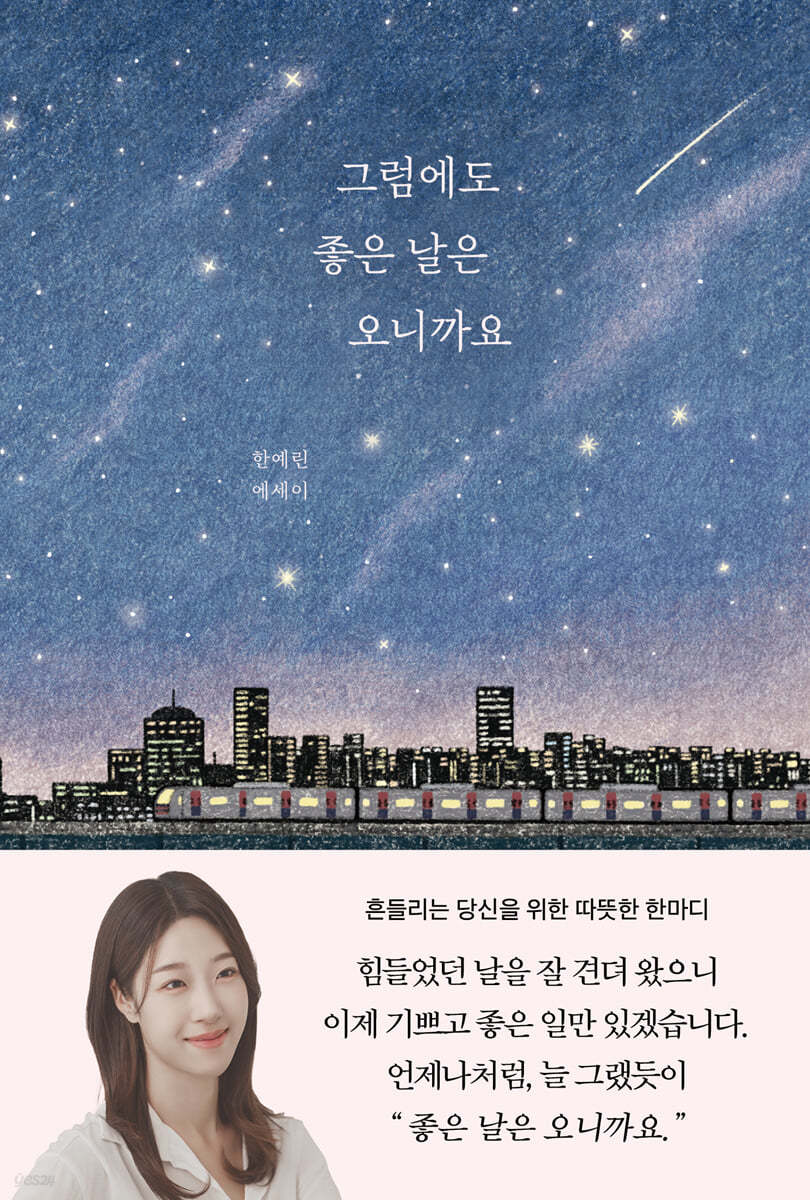 그럼에도
좋은 날은
오니까요
한예린
에세이
흔들리는 당신을 위한 따뜻한 한마디
힘들었던 날을 잘 견뎌 왔으니
이제 기쁘고 좋은 일만 있겠습니다.
언제나처럼, 늘 그랬듯이
“ 좋은 날은 오니까요. ”
yes24